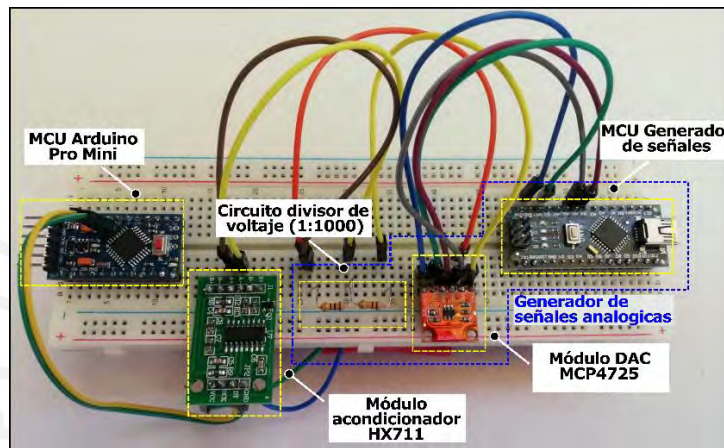 MCU Arduino
Pro Mini
MCU Generador
de señales
Circuito divisor de
voltaje (1:1000)
Generador de
señales analogicas
Módulo DAC
MCP4725
Módulo
acondicionador
HX711